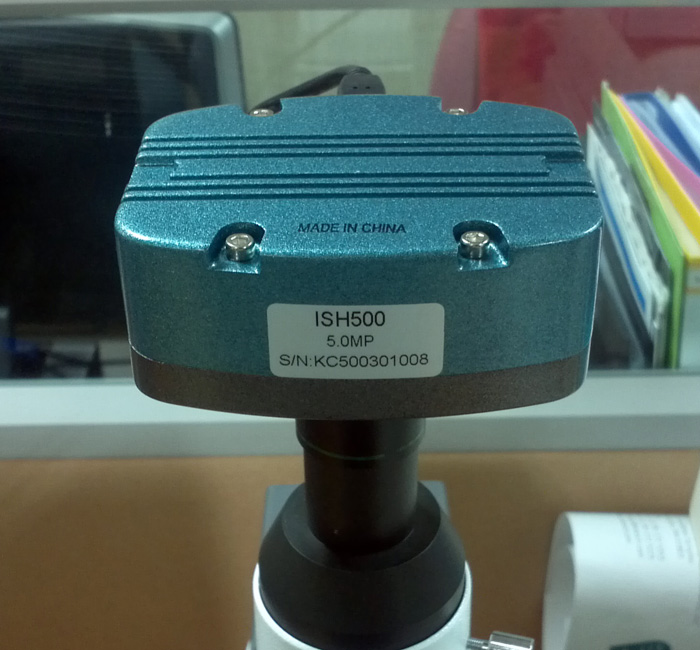 MADE IN CHINA
ISH500
5.0MP
S/N:KC500301008